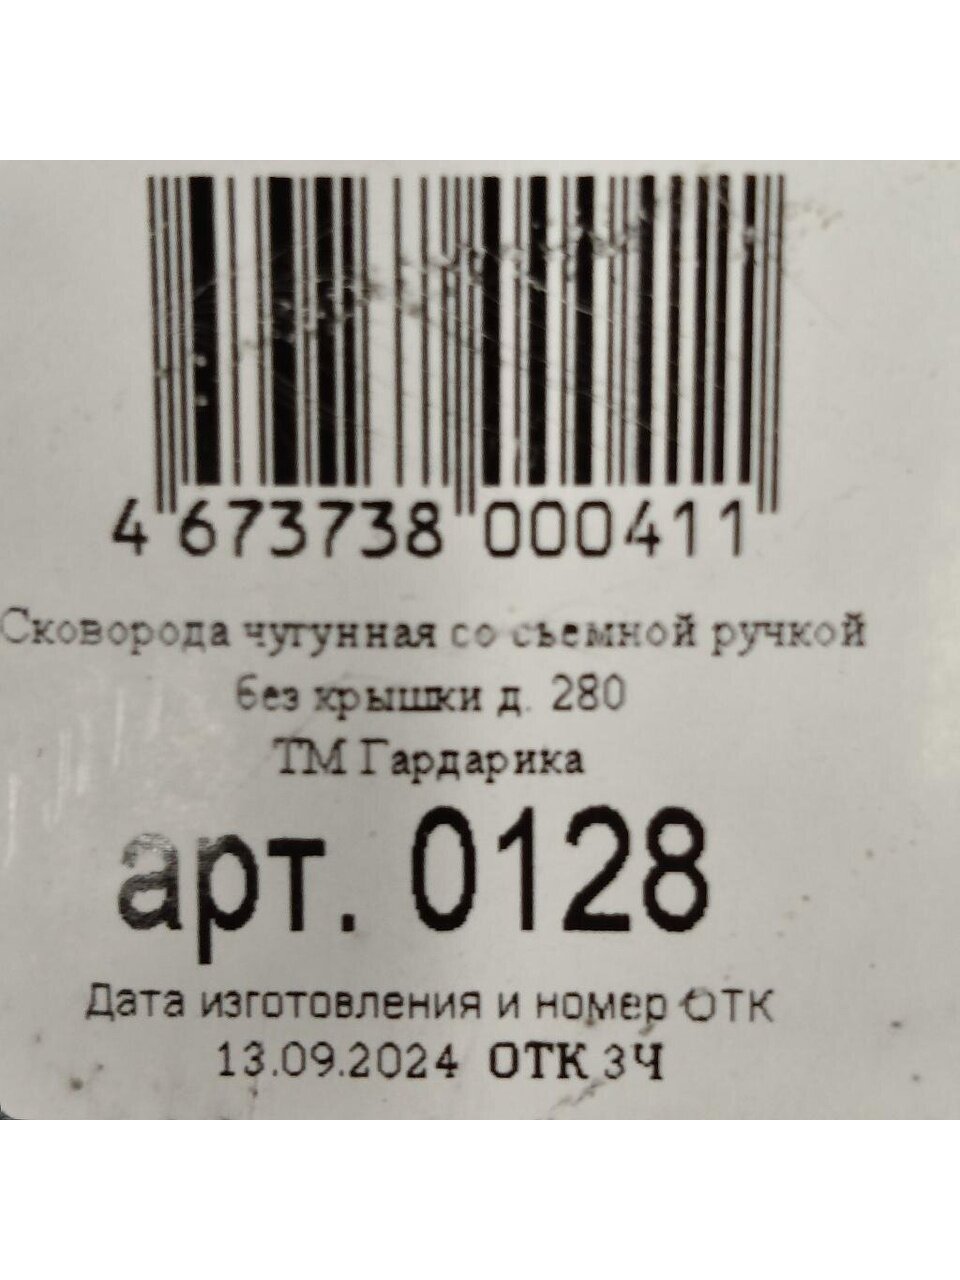 4 673738 000411
Сковорода чугунная со съемной ручкой
без крышки д. 280
ТМ Гардарика
арт. 0128
Дата изготовления и номер ОТК
13.09.2024 ОТК 3Ч